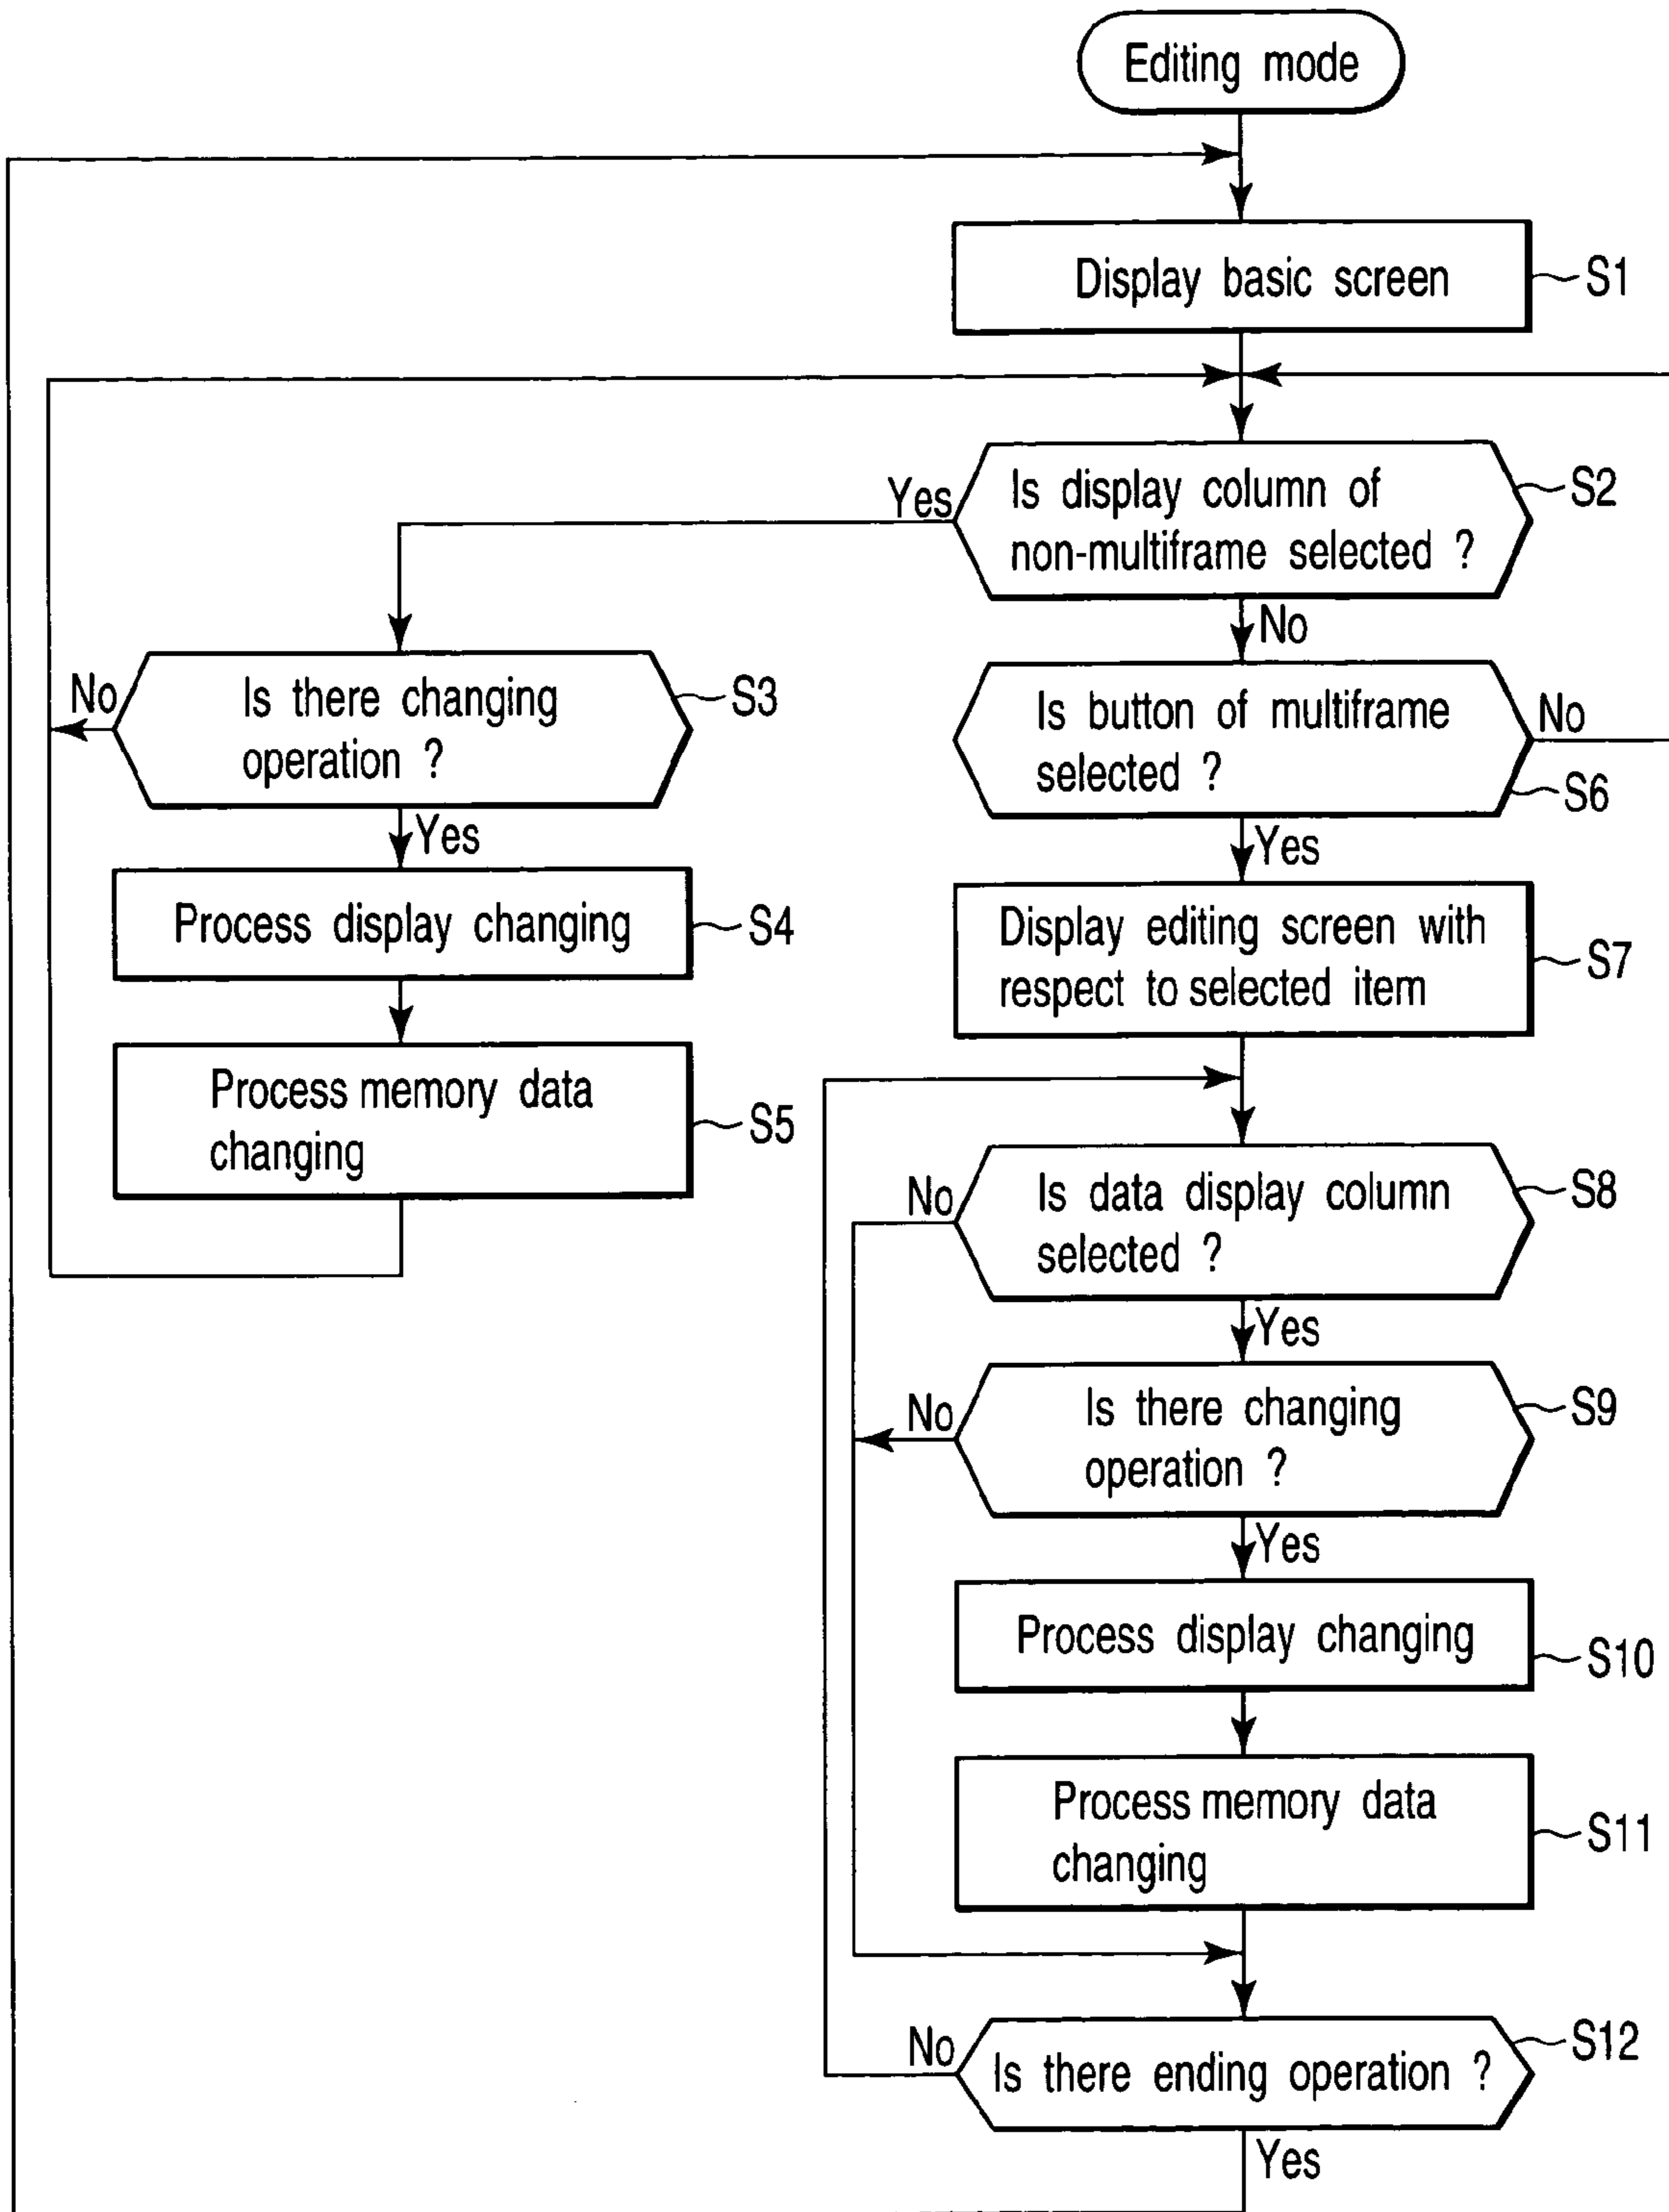 Editing mode
Display basic screen
S1
Is display column of
non-multiframe selected ?
S2
Yes
No
Is there changing
operation ?
S3
No
Yes
Process display changing
S4
Process memory data
changing
S5
Is button of multiframe
selected ?
S6
No
Yes
Display editing screen with
respect to selected item
S7
Is data display column
selected ?
S8
No
Yes
Is there changing
operation ?
S9
No
Yes
Process display changing
S10
Process memory data
changing
S11
Is there ending operation ?
S12
No
Yes